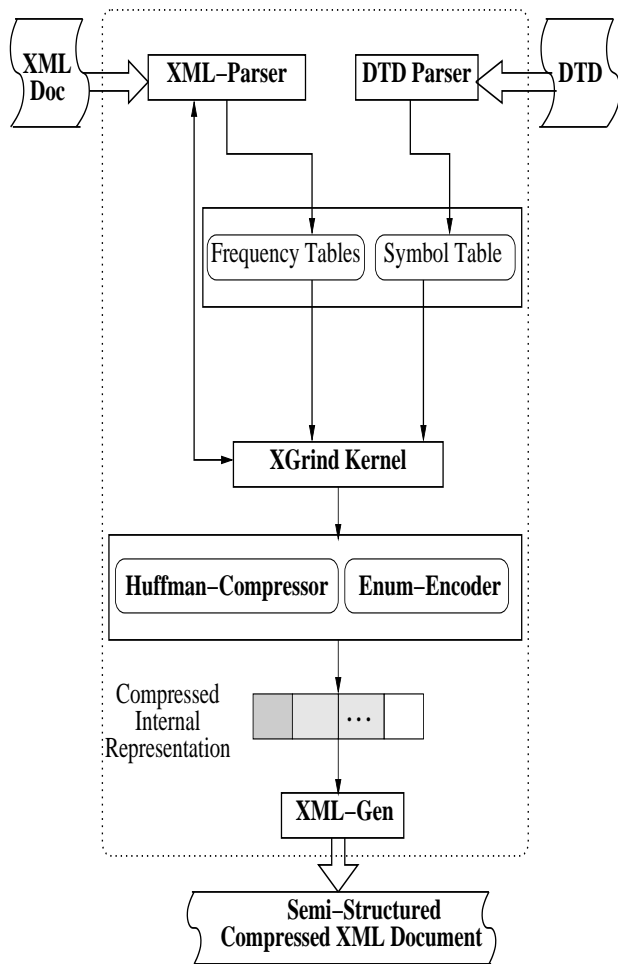 XML
Doc
XML-Parser
DTD Parser
DTD
Frequency Tables
Symbol Table
XGrind Kernel
Huffman-Compressor
Enum-Encoder
Compressed
Internal
Representation
...
XML-Gen
Semi-Structured
Compressed XML Document